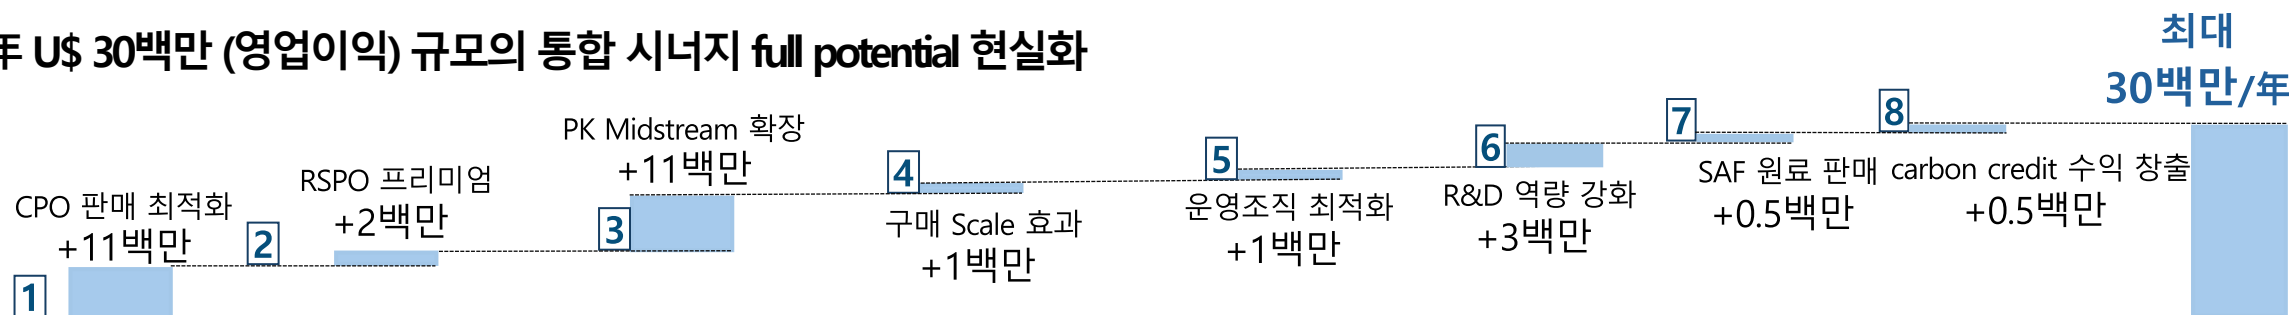 年 U$ 30백만 (영업이익) 규모의 통합 시너지 full potential 현실화
최대
30백만/年
1
CPO 판매 최적화
+11백만
2
RSPO 프리미엄
+2백만
3
PK Midstream 확장
+11백만
4
구매 Scale 효과
+1백만
5
운영조직 최적화
+1백만
6
R&D 역량 강화
+3백만
7
SAF 원료 판매
+0.5백만
8
carbon credit 수익 창출
+0.5백만